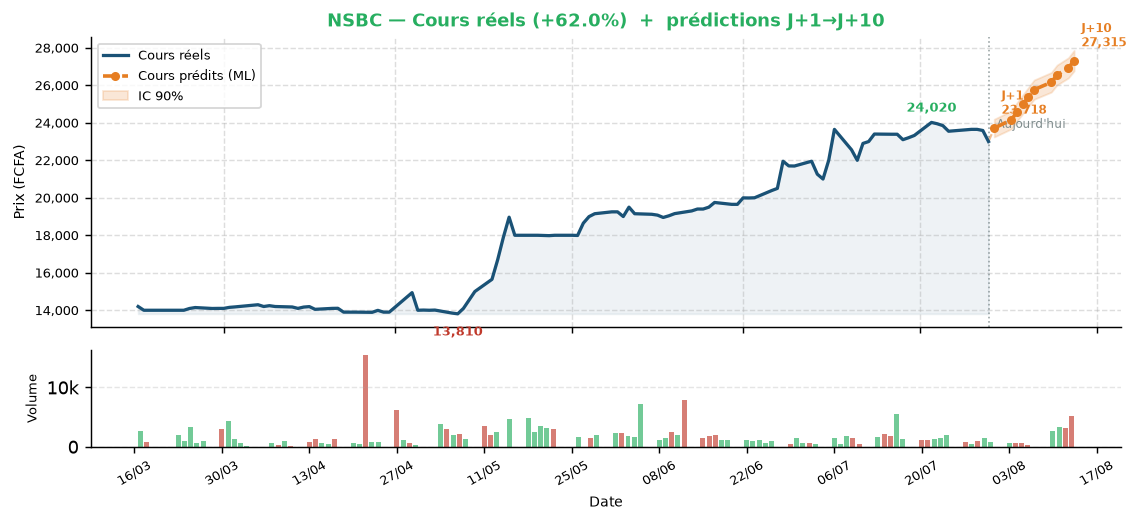 NSBC — Cours réels (+62.0%) + prédictions J+1→J+10
J+10
27,315
28,000
26,000
24,000
22,000
20,000
18,000
16,000
14,000
Prix (FCFA)
Cours réels
Cours prédits (ML)
IC 90%
24,020
J+1
23,718
Aujourd'hui
13,810
Volume
10k
0
16/03
30/03
13/04
27/04
11/05
25/05
08/06
22/06
06/07
20/07
03/08
17/08
Date